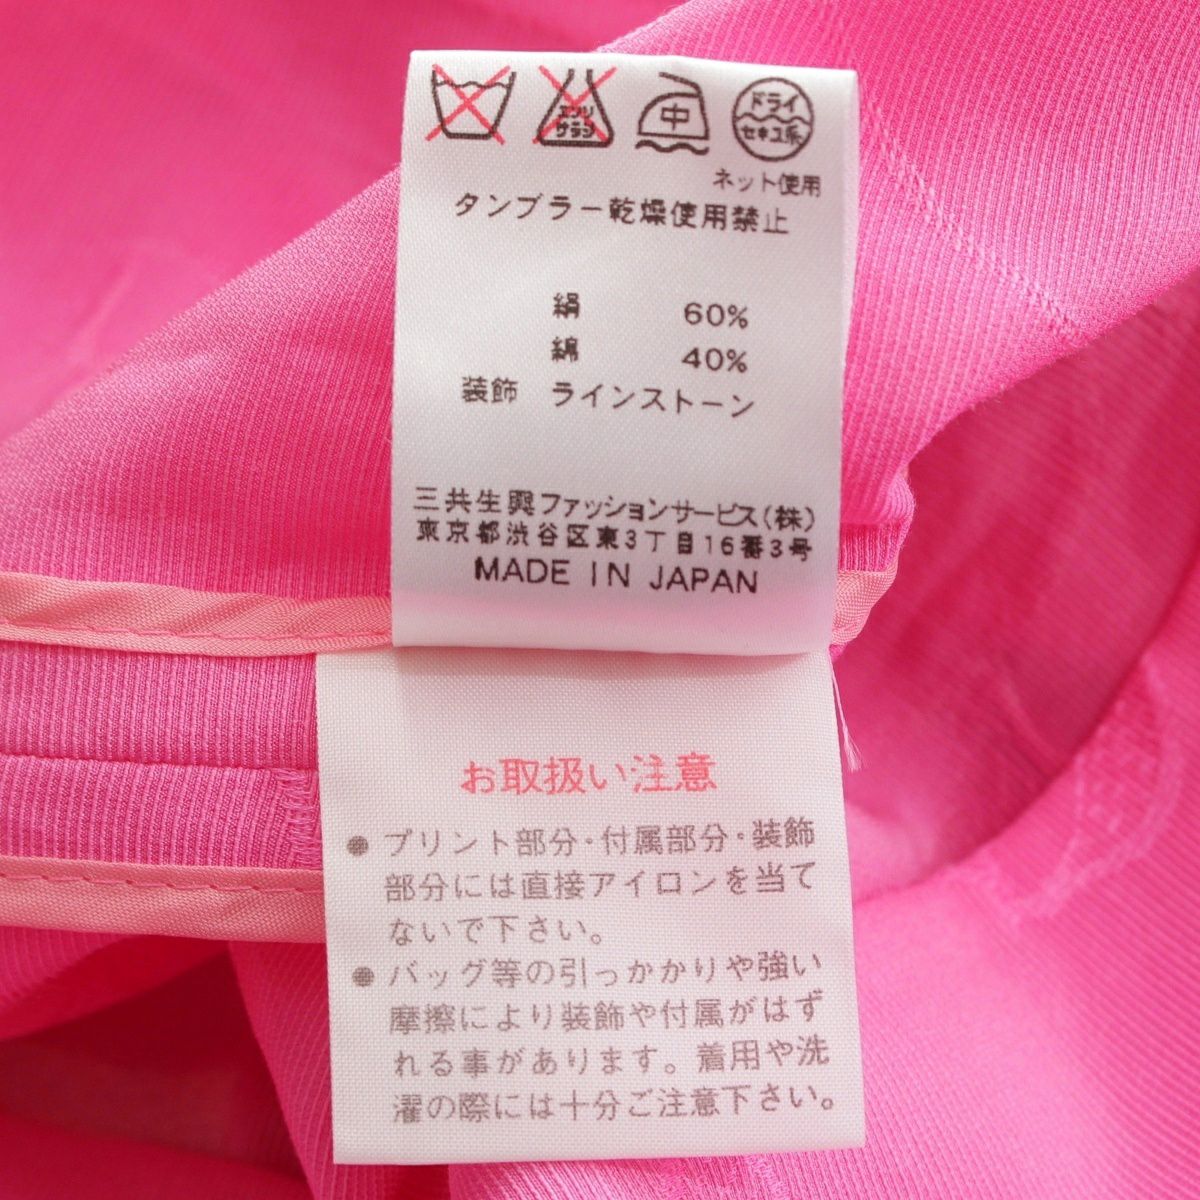 エンソ
サラシ
中
ドライ
セキユ系
ネット使用
タンブラー乾燥使用禁止
絹 60%
綿 40%
装飾 ラインストーン
三共生興ファッションサービス(株)
東京都渋谷区東3丁目16番3号
MADE IN JAPAN
お取扱い注意
●プリント部分・付属部分・装飾
部分には直接アイロンを当て
ないで下さい。
●バッグ等の引っかかりや強い
摩擦により装飾や付属がはず
れる事があります。着用や洗
濯の際には十分ご注意下さい。